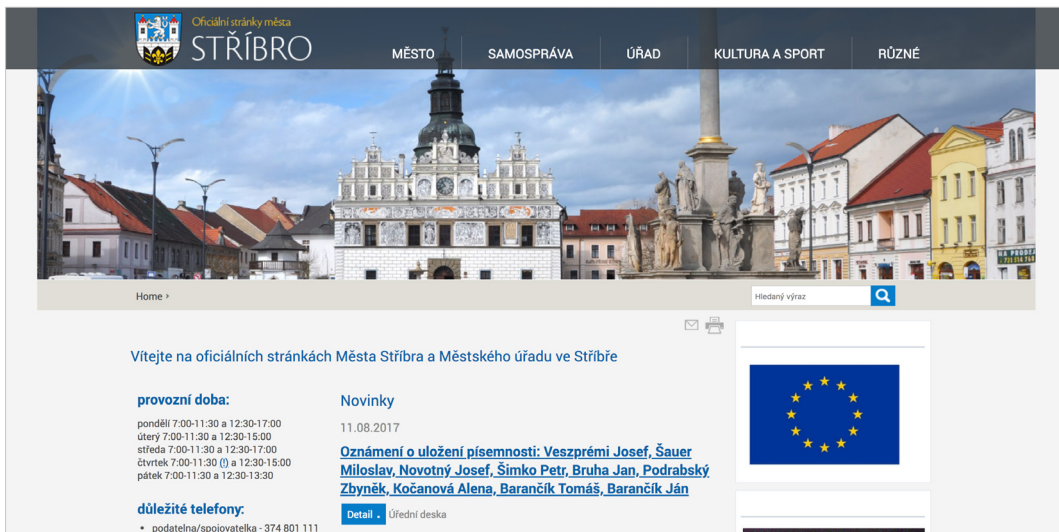 Oficiální stránky města
STŘÍBRO
MĚSTO SAMOSPRÁVA ÚŘAD KULTURA A SPORT RŮZNÉ
NA PRODEJ
Home
Hledaný výraz
Vítejte na oficiálních stránkách Města Stříbra a Městského úřadu ve Stříbře
provozní doba:
pondělí 7:00-11:30 a 12:30-17:00
úterý 7:00-11:30 a 12:30-15:00
středa 7:00-11:30 a 12:30-17:00
čtvrtek 7:00-11:30 (!) a 12:30-15:00
pátek 7:00-11:30 a 12:30-13:30
důležité telefony:
• podatelna/spojovatelka - 374 801 111
Novinky
11.08.2017
Oznámení o uložení písemnosti: Veszprémi Josef, Šauer
Miloslav, Novotný Josef, Šimko Petr, Bruha Jan, Podrabský
Zbyněk, Kočanová Alena, Barančík Tomáš, Barančík Ján
Detail Úřední deska